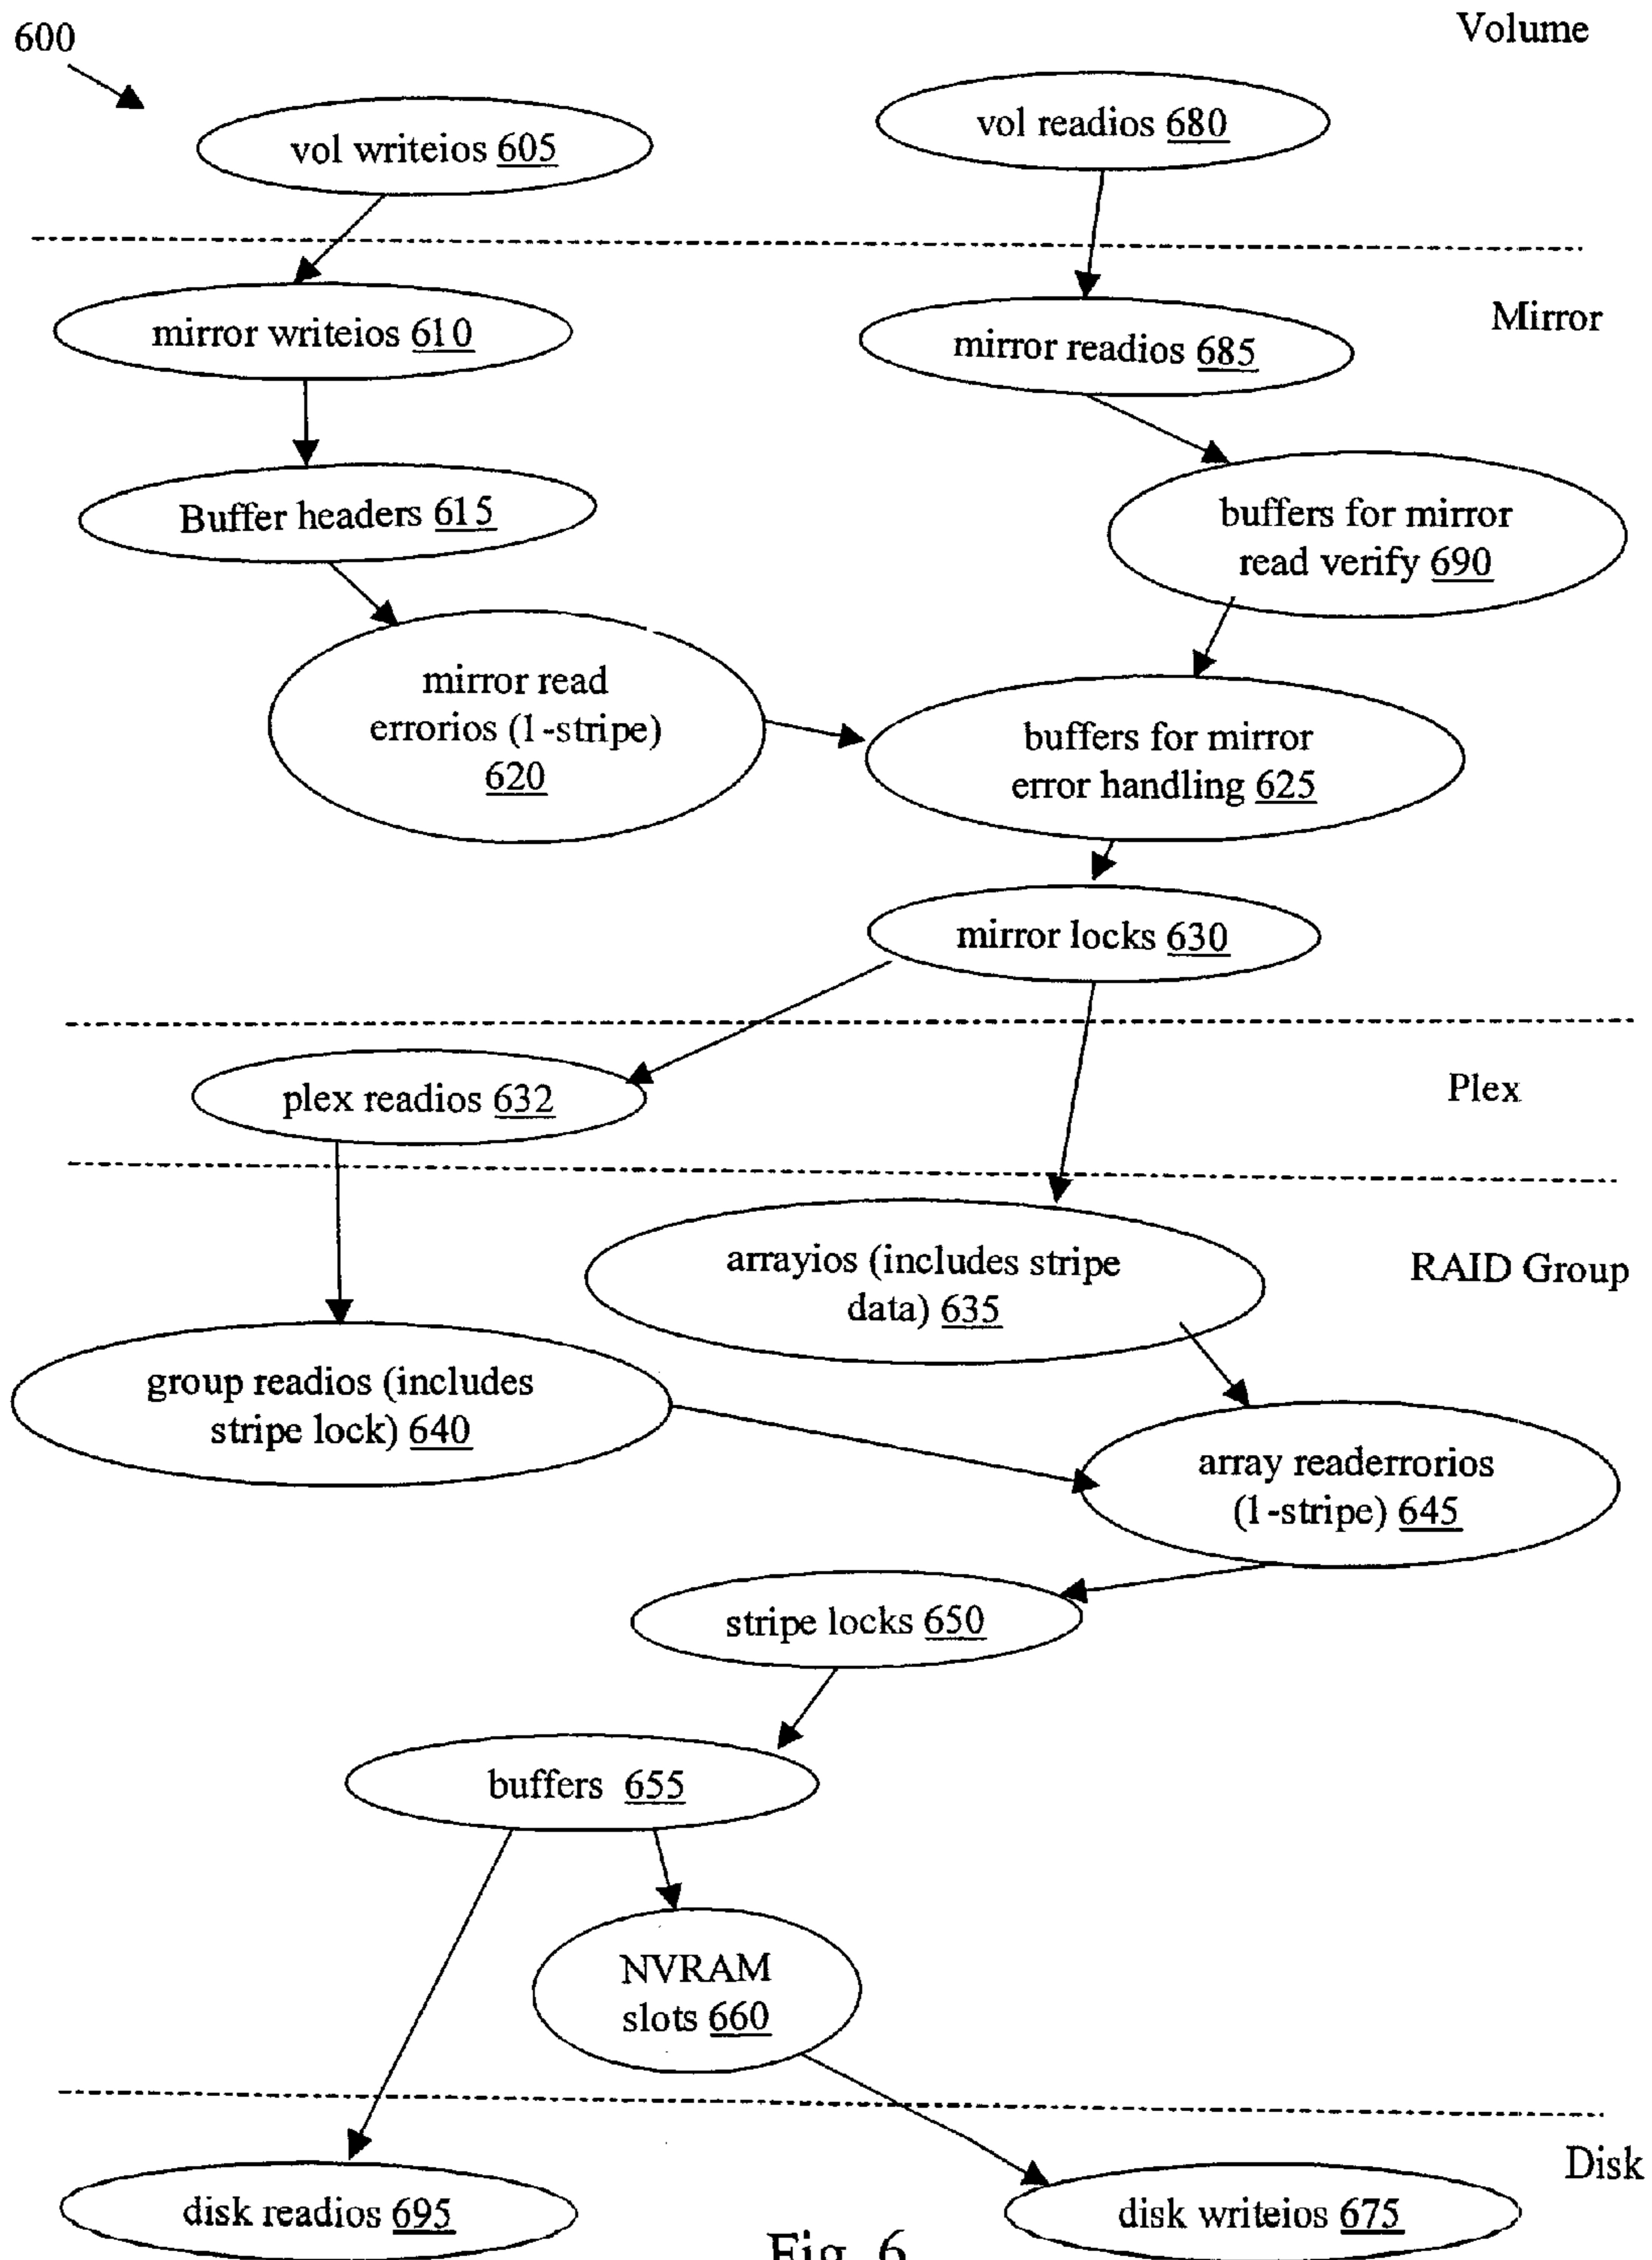 600
Volume
vol writeios 605
vol readios 680
mirror writeios 610
Mirror
mirror readios 685
Buffer headers 615
buffers for mirror
read verify 690
mirror read
errorios (1-stripe)
620
buffers for mirror
error handling 625
mirror locks 630
plex readios 632
Plex
arrayios (includes stripe
data) 635
RAID Group
group readios (includes
stripe lock) 640
array readerrorios
(1-stripe) 645
stripe locks 650
buffers 655
NVRAM
slots 660
Disk
disk readios 695
disk writeios 675
Fig. 6